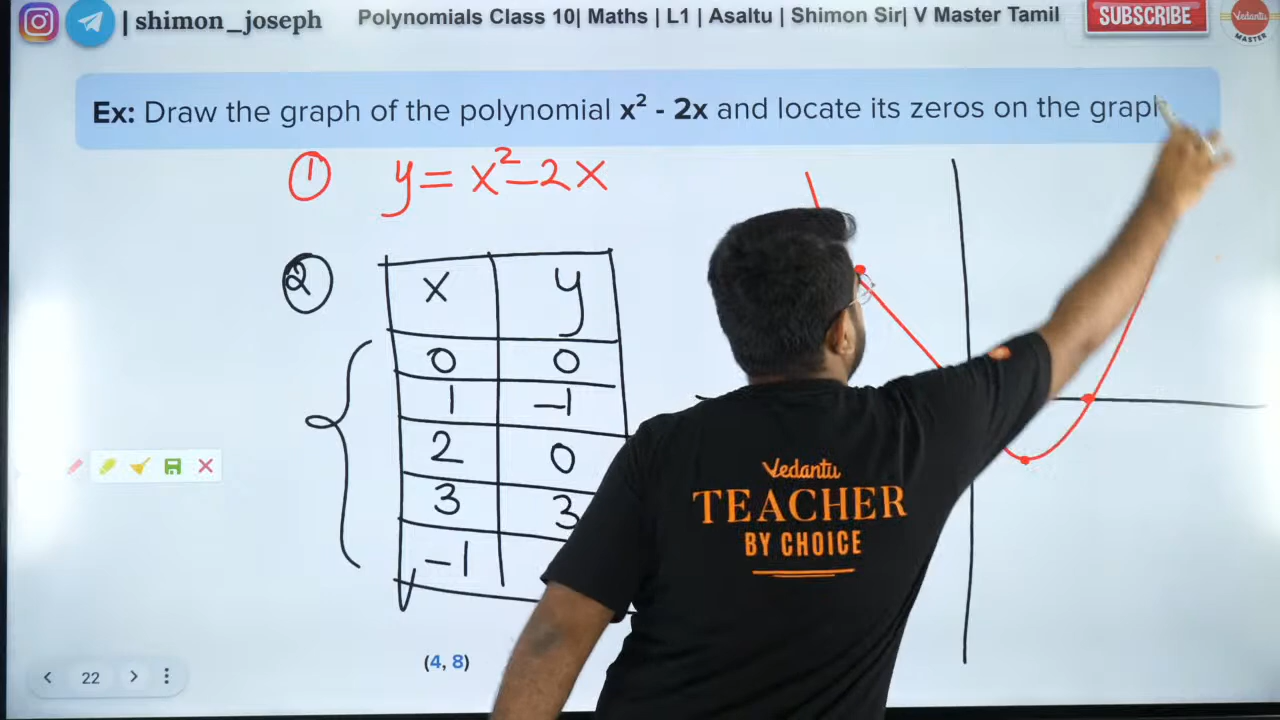 | shimon_joseph
Polynomials Class 10| Maths | L1 | Asaltu | Shimon Sir| V Master Tamil
SUBSCRIBE
Vedantu
MASTER
Ex: Draw the graph of the polynomial x² - 2x and locate its zeros on the graph
① y = x² - 2x
②
x y
0 0
1 -1
2 0
3 3
-1
Vedantu
TEACHER
BY CHOICE
(4, 8)
22